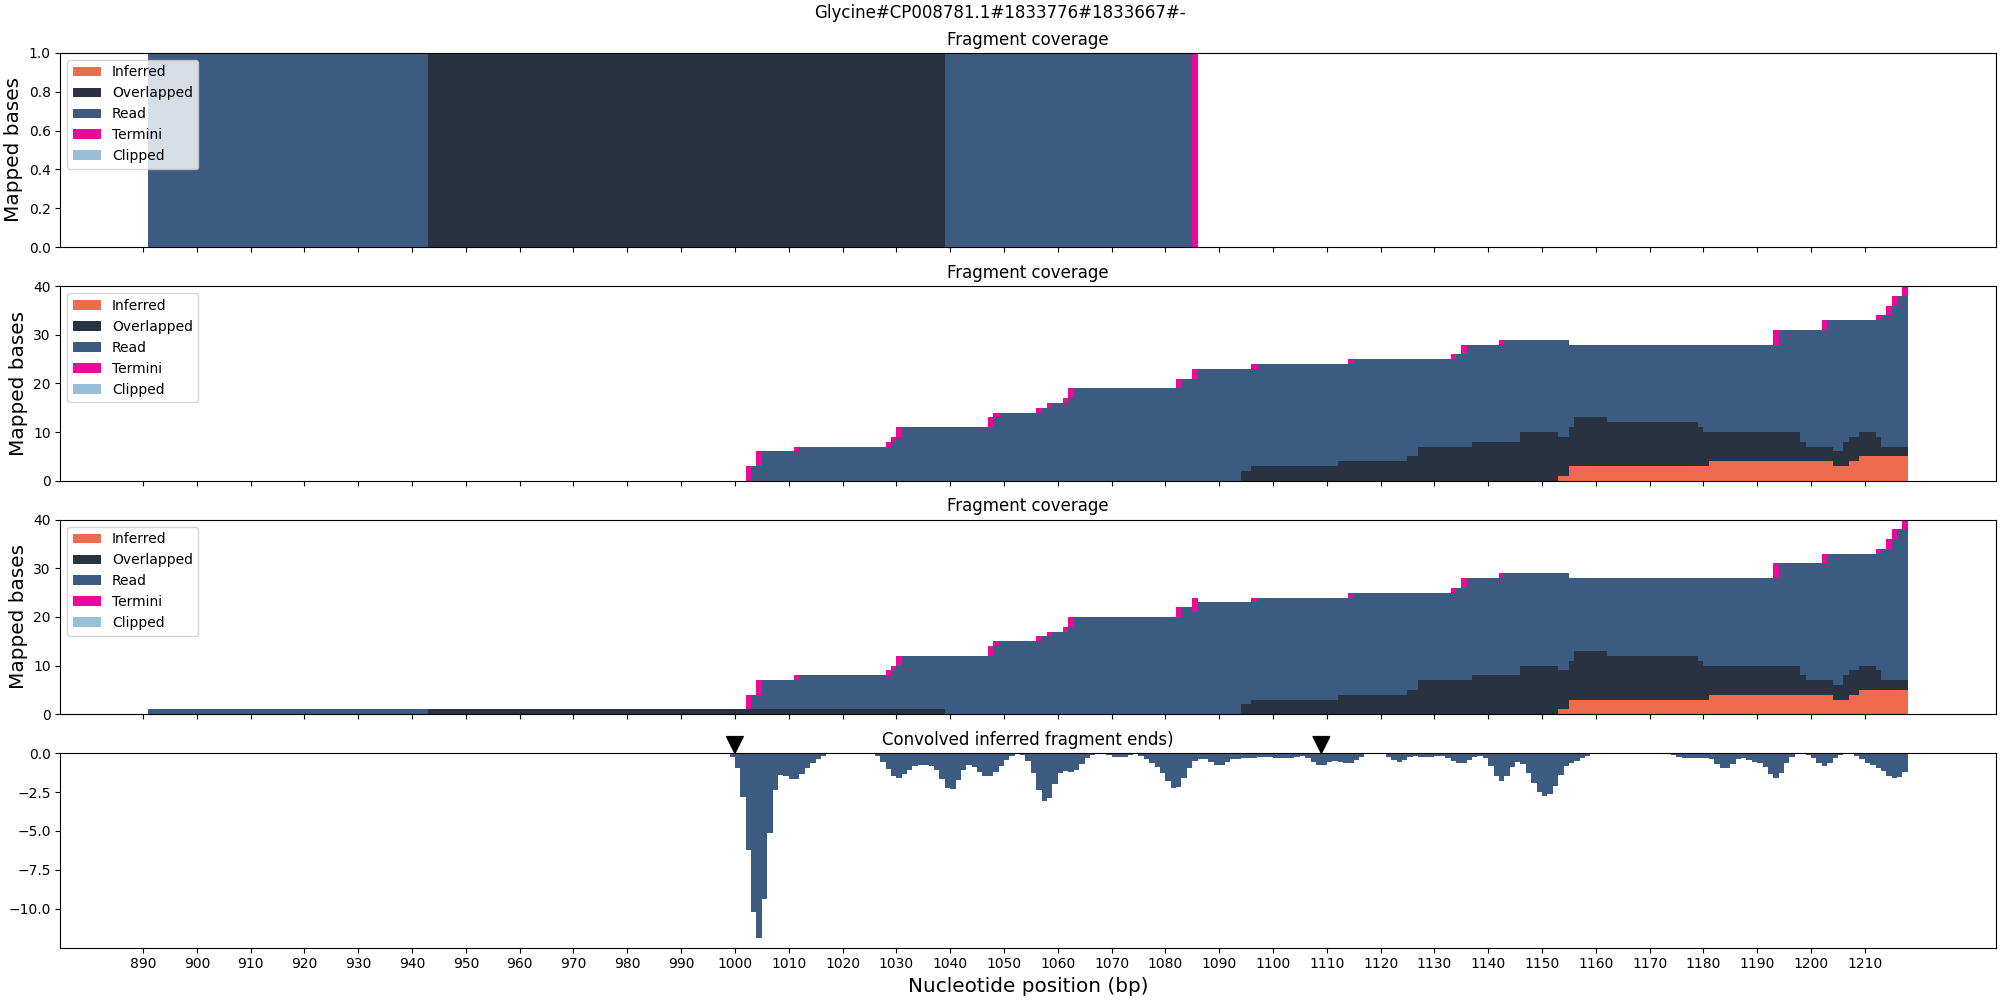 Glycine#CP008781.1#1833776#1833667#-
Fragment coverage
Mapped bases
1.0
0.8
0.6
0.4
0.2
0.0
Inferred
Overlapped
Read
Termini
Clipped
Fragment coverage
Mapped bases
40
30
20
10
0
Inferred
Overlapped
Read
Termini
Clipped
Fragment coverage
Mapped bases
40
30
20
10
0
Inferred
Overlapped
Read
Termini
Clipped
Convolved inferred fragment ends)
0.0
−2.5
−5.0
−7.5
−10.0
890 900 910 920 930 940 950 960 970 980 990 1000 1010 1020 1030 1040 1050 1060 1070 1080 1090 1100 1110 1120 1130 1140 1150 1160 1170 1180 1190 1200 1210
Nucleotide position (bp)